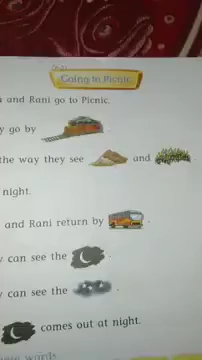 Going to Picnic
and Rani go to Picnic.
go by
the way they see and
night.
and Rani return by
can see the
can see the
comes out at night.
words